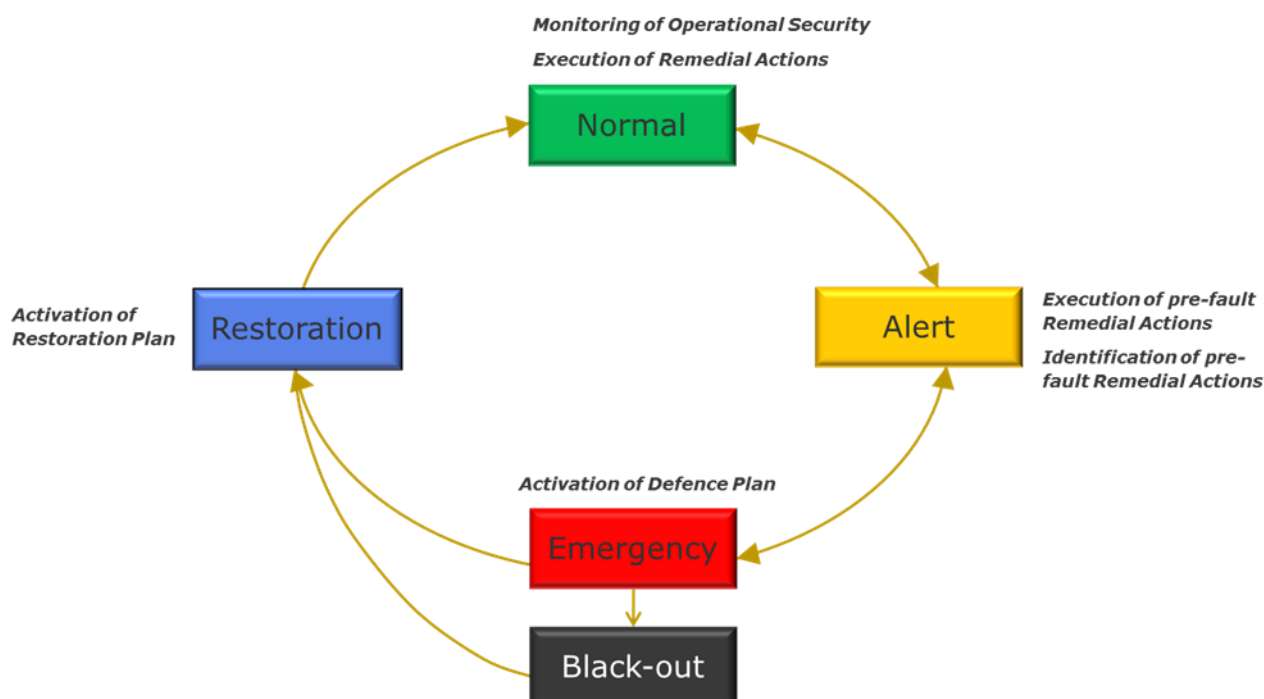 Monitoring of Operational Security
Execution of Remedial Actions
Normal
Activation of
Restoration Plan
Restoration
Alert
Execution of pre-fault
Remedial Actions
Identification of pre-
fault Remedial Actions
Activation of Defence Plan
Emergency
Black-out